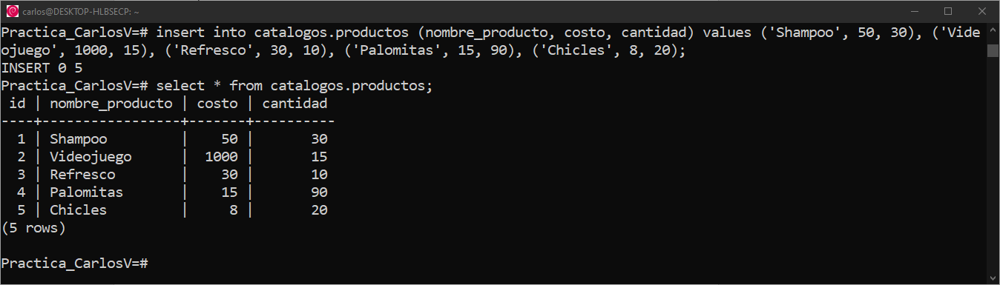 carlos@DESKTOP-HLBSECP: ~
Practica_CarlosV=# insert into catalogos.productos (nombre_producto, costo, cantidad) values ('Shampoo', 50, 30), ('Vide
ojuego', 1000, 15), ('Refresco', 30, 10), ('Palomitas', 15, 90), ('Chicles', 8, 20);
INSERT 0 5
Practica_CarlosV=# select * from catalogos.productos;
 id | nombre_producto | costo | cantidad
----+-----------------+-------+----------
  1 | Shampoo         |    50 |       30
  2 | Videojuego      |  1000 |       15
  3 | Refresco        |    30 |       10
  4 | Palomitas       |    15 |       90
  5 | Chicles         |     8 |       20
(5 rows)
Practica_CarlosV=#